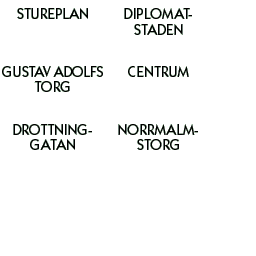 STUREPLAN
DIPLOMAT-
STADEN
GUSTAV ADOLFS
TORG
CENTRUM
DROTTNING-
GATAN
NORRMALM-
STORG